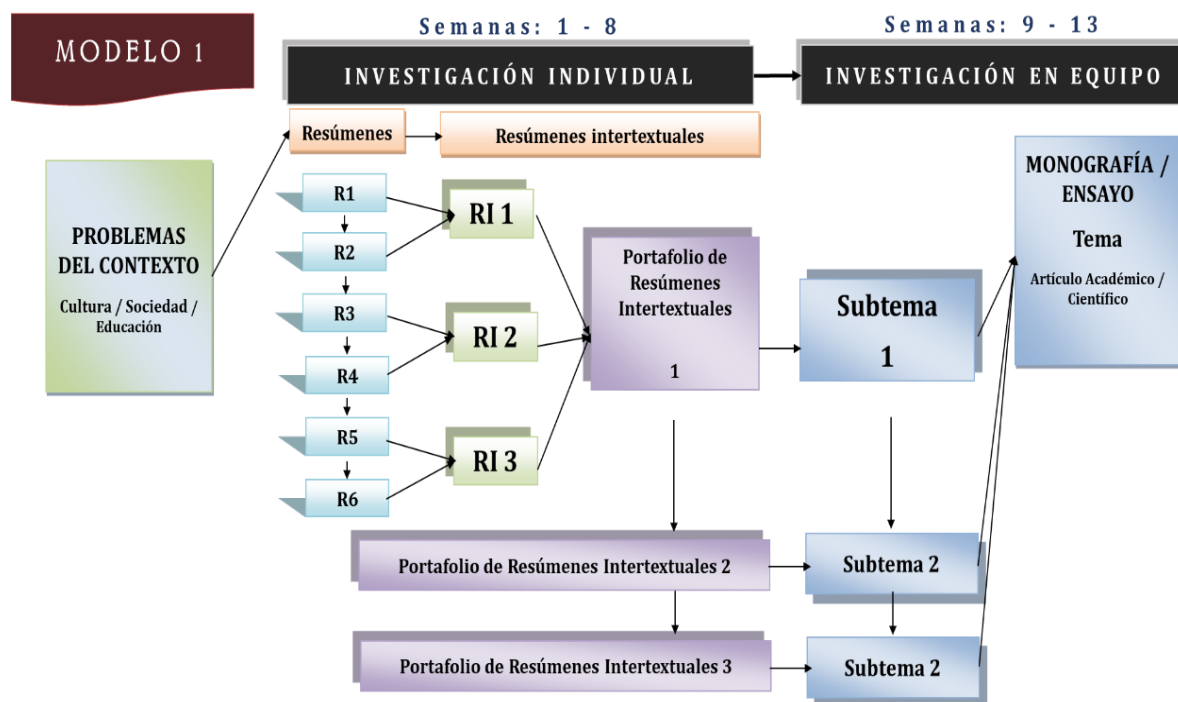 MODELO 1
Semanas: 1 - 8
Semanas: 9 - 13
INVESTIGACIÓN INDIVIDUAL
INVESTIGACIÓN EN EQUIPO
Resúmenes
Resúmenes intertextuales
PROBLEMAS
DEL CONTEXTO
Cultura / Sociedad /
Educación
R1
R2
R3
R4
R5
R6
RI 1
RI 2
RI 3
Portafolio de
Resúmenes
Intertextuales
1
Subtema
1
MONOGRAFÍA /
ENSAYO
Tema
Artículo Académico /
Científico
Portafolio de Resúmenes Intertextuales 2
Subtema 2
Portafolio de Resúmenes Intertextuales 3
Subtema 2